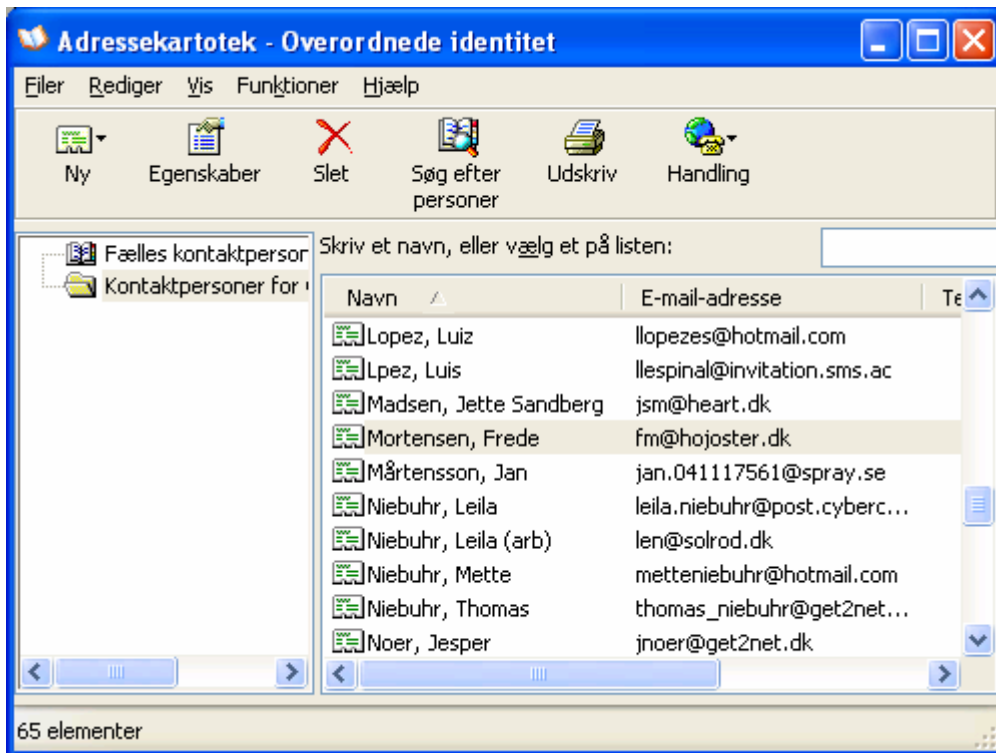 Adressekartotek - Overordnede identitet
Filer Rediger Vis Funktioner Hjælp
Ny Egenskaber Slet Søg efter personer Udskriv Handling
Fælles kontaktperson
Kontaktpersoner for
Skriv et navn, eller vælg et på listen:
Navn E-mail-adresse Te
Lopez, Luiz llopezes@hotmail.com
Lpez, Luis llespinal@invitation.sms.ac
Madsen, Jette Sandberg jsm@heart.dk
Mortensen, Frede fm@hojoster.dk
Mårtensson, Jan jan.041117561@spray.se
Niebuhr, Leila leila.niebuhr@post.cyberc...
Niebuhr, Leila (arb) len@solrod.dk
Niebuhr, Mette metteniebuhr@hotmail.com
Niebuhr, Thomas thomas_niebuhr@get2net...
Noer, Jesper jnoer@get2net.dk
65 elementer